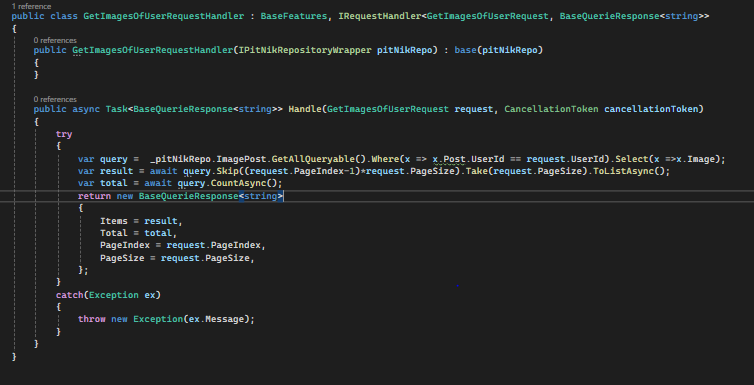 1 reference
public class GetImagesOfUserRequestHandler : BaseFeatures, IRequestHandler<GetImagesOfUserRequest, BaseQuerieResponse<string>>
{
0 references
public GetImagesOfUserRequestHandler(IPitNikRepositoryWrapper pitNikRepo) : base(pitNikRepo)
{
}
0 references
public async Task<BaseQuerieResponse<string>> Handle(GetImagesOfUserRequest request, CancellationToken cancellationToken)
{
try
{
var query =  _pitNikRepo.ImagePost.GetAllQueryable().Where(x => x.Post.UserId == request.UserId).Select(x =>x.Image);
var result = await query.Skip((request.PageIndex-1)*request.PageSize).Take(request.PageSize).ToListAsync();
var total = await query.CountAsync();
return new BaseQuerieResponse<string>
{
Items = result,
Total = total,
PageIndex = request.PageIndex,
PageSize = request.PageSize,
};
}
catch(Exception ex)
{
throw new Exception(ex.Message);
}
}
}